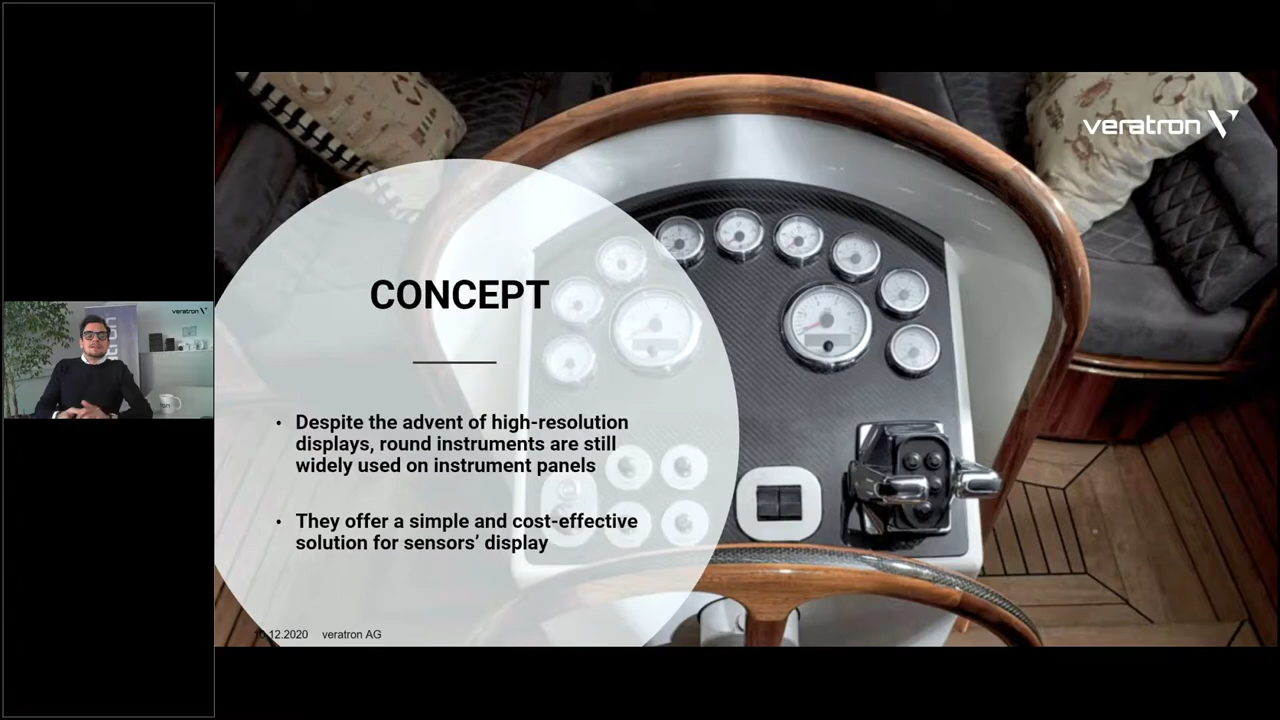 veratron
veratron
CONCEPT
• Despite the advent of high-resolution
displays, round instruments are still
widely used on instrument panels
• They offer a simple and cost-effective
solution for sensors’ display
.12.2020 veratron AG